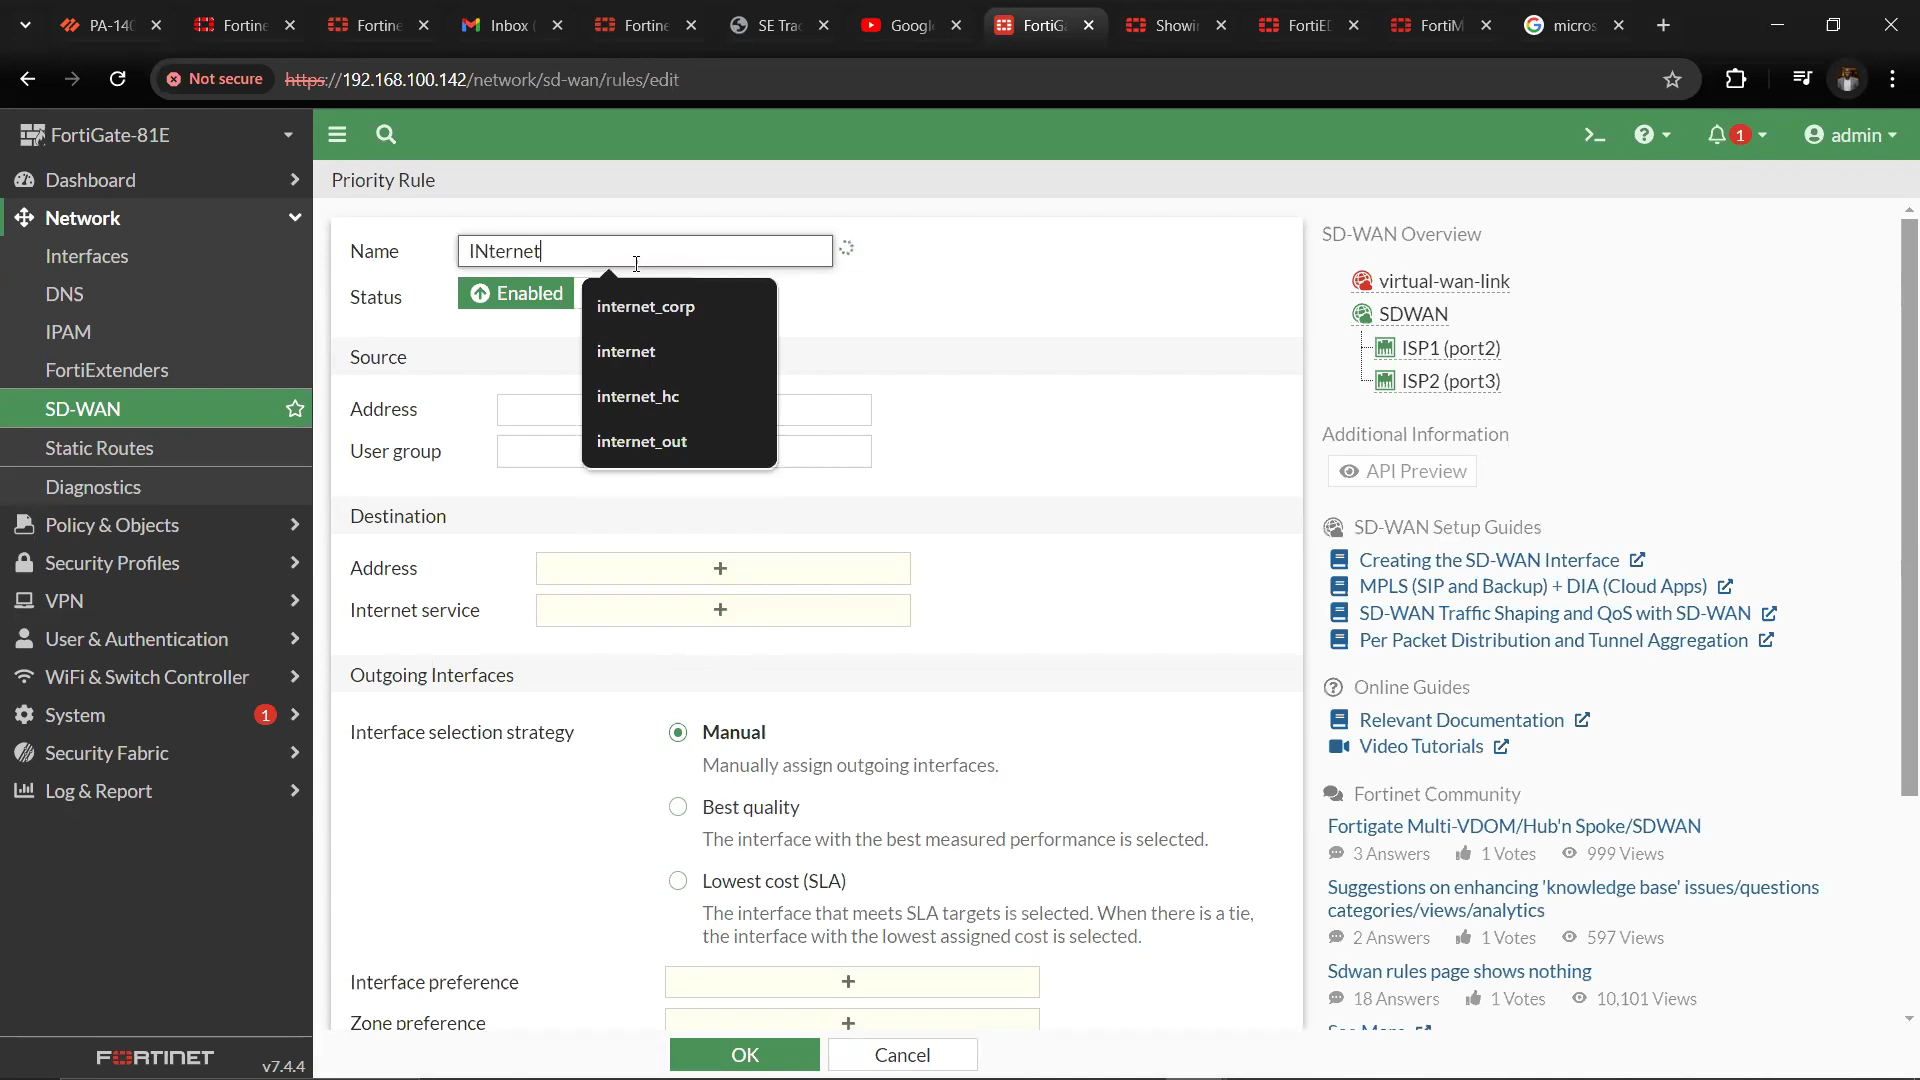 PA-14
Fortine
Fortine
Inbox (
Fortine
SE Trac
Googl
FortiGa
Showi
FortiED
FortiM
micros
Not secure
https://192.168.100.142/network/sd-wan/rules/edit
FortiGate-81E
1
admin
Dashboard
Network
Interfaces
DNS
IPAM
FortiExtenders
SD-WAN
Static Routes
Diagnostics
Policy & Objects
Security Profiles
VPN
User & Authentication
WiFi & Switch Controller
System
1
Security Fabric
Log & Report
FORTINET
v7.4.4
Priority Rule
Name
INternet
Status
Enabled
internet_corp
internet
internet_hc
internet_out
Source
Address
User group
Destination
Address
+
Internet service
+
Outgoing Interfaces
Interface selection strategy
Manual
Manually assign outgoing interfaces.
Best quality
The interface with the best measured performance is selected.
Lowest cost (SLA)
The interface that meets SLA targets is selected. When there is a tie,
the interface with the lowest assigned cost is selected.
Interface preference
+
Zone preference
+
OK
Cancel
SD-WAN Overview
virtual-wan-link
SDWAN
ISP1 (port2)
ISP2 (port3)
Additional Information
API Preview
SD-WAN Setup Guides
Creating the SD-WAN Interface
MPLS (SIP and Backup) + DIA (Cloud Apps)
SD-WAN Traffic Shaping and QoS with SD-WAN
Per Packet Distribution and Tunnel Aggregation
Online Guides
Relevant Documentation
Video Tutorials
Fortinet Community
Fortigate Multi-VDOM/Hub'n Spoke/SDWAN
3 Answers 1 Votes 999 Views
Suggestions on enhancing 'knowledge base' issues/questions
categories/views/analytics
2 Answers 1 Votes 597 Views
Sdwan rules page shows nothing
18 Answers 1 Votes 10,101 Views
See More